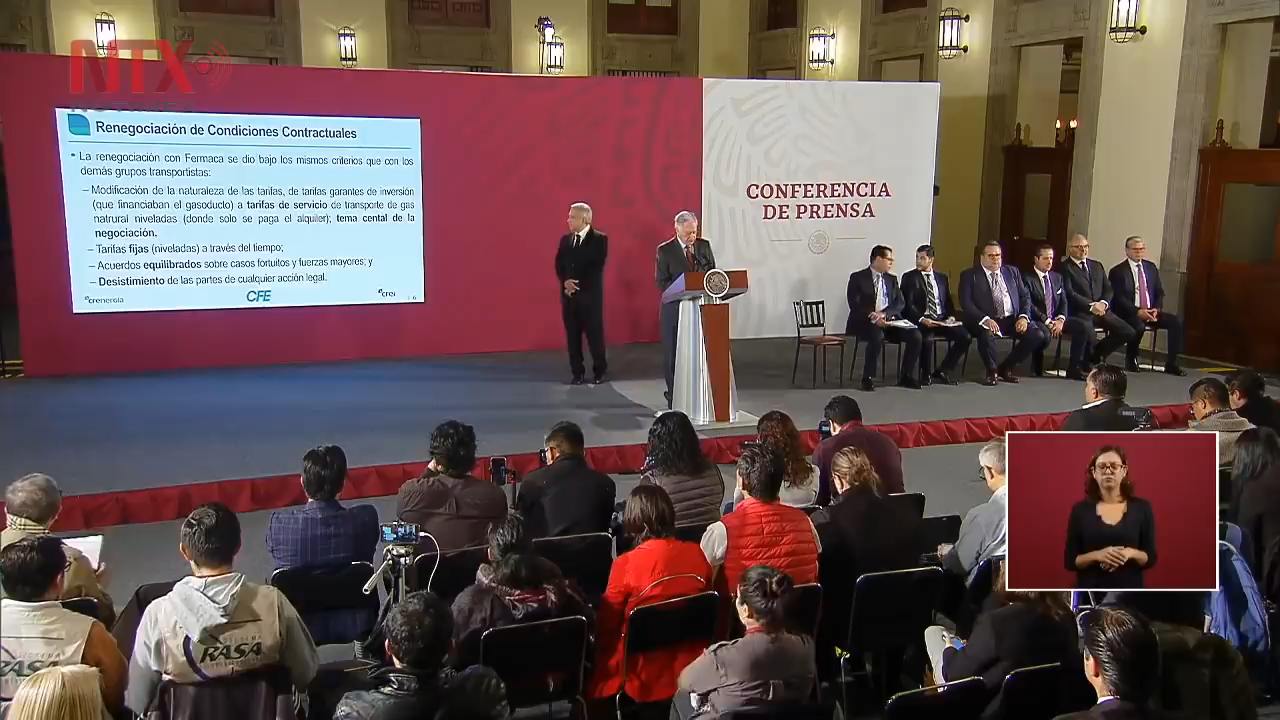 NTX
Renegociación de Condiciones Contractuales
• La renegociación con Fermaca se dio bajo los mismos criterios que con los
demás grupos transportistas:
– Modificación de la naturaleza de las tarifas, de tarifas garantes de inversión
(que financiaban el gasoducto) a tarifas de servicio de transporte de gas
natrural niveladas (donde solo se paga el alquiler); tema cental de la
negociación.
– Tarifas fijas (niveladas) a través del tiempo;
– Acuerdos equilibrados sobre casos fortuitos y fuerzas mayores; y
– Desistimiento de las partes de cualquier acción legal.
CFE
6
CONFERENCIA
DE PRENSA
RASA
RASA